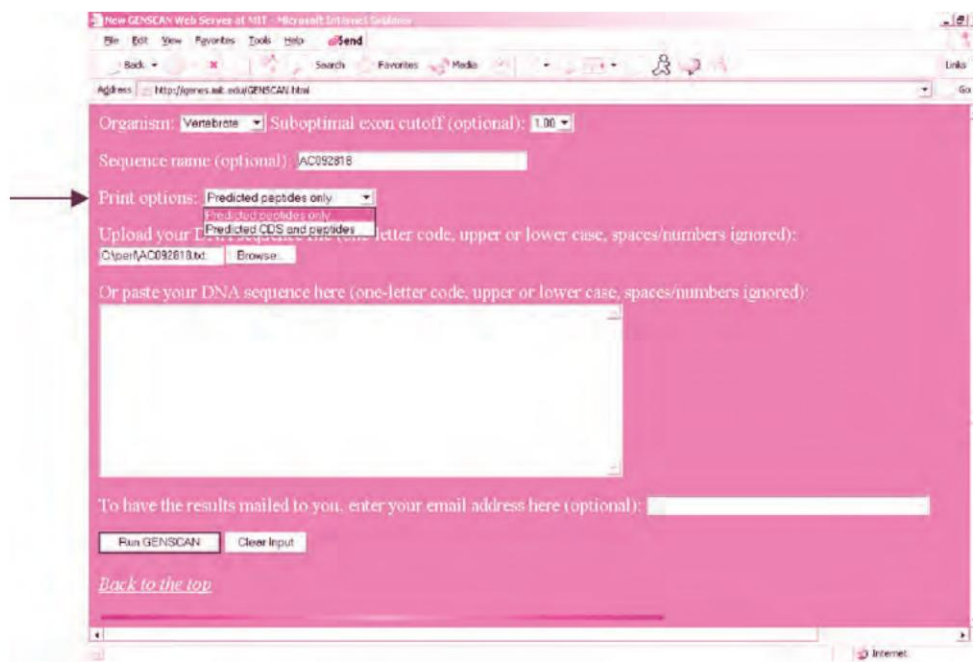 New GENSCAN Web Server at MIT - Microsoft Internet Explorer
File Edit View Favorites Tools Help Send
Back Search Favorites Media Links
Address http://genes.mit.edu/GENSCAN.html Go
Organism: Vertebrate Suboptimal exon cutoff (optional): 1.00
Sequence name (optional): AC092818
Print options: Predicted peptides only
Predicted peptides only
Predicted CDS and peptides
Upload your DNA sequence file (one-letter code, upper or lower case, spaces/numbers ignored):
C:\perl\AC092818.txt Browse...
Or paste your DNA sequence here (one-letter code, upper or lower case, spaces/numbers ignored):
To have the results mailed to you, enter your email address here (optional):
Run GENSCAN Clear Input
Back to the top
Internet